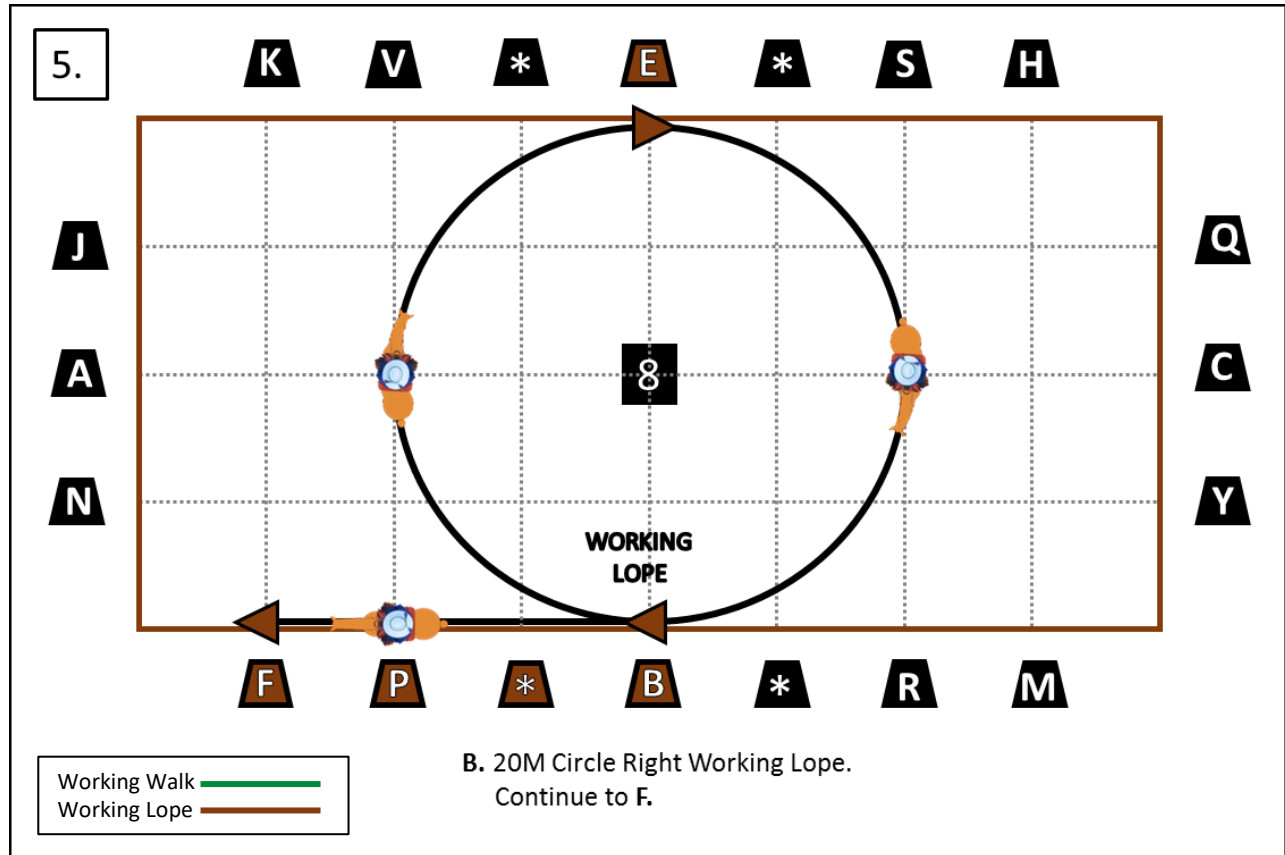 5.
K V * E * S H
J Q
A 8 C
N Y
WORKING
LOPE
F P * B * R M
Working Walk
Working Lope
B. 20M Circle Right Working Lope.
Continue to F.